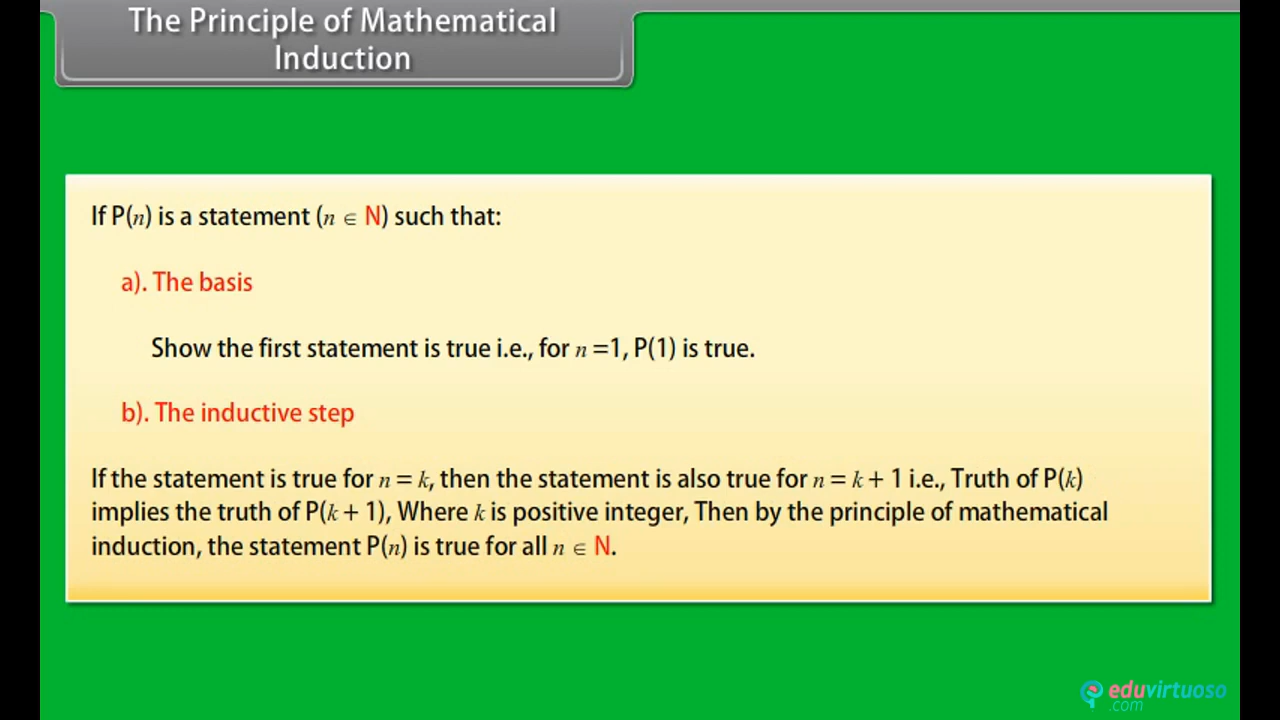 The Principle of Mathematical
Induction
If P(n) is a statement (n ∈ N) such that:
a). The basis
Show the first statement is true i.e., for n =1, P(1) is true.
b). The inductive step
If the statement is true for n = k, then the statement is also true for n = k + 1 i.e., Truth of P(k)
implies the truth of P(k + 1), Where k is positive integer, Then by the principle of mathematical
induction, the statement P(n) is true for all n ∈ N.
eduvirtuoso
.com